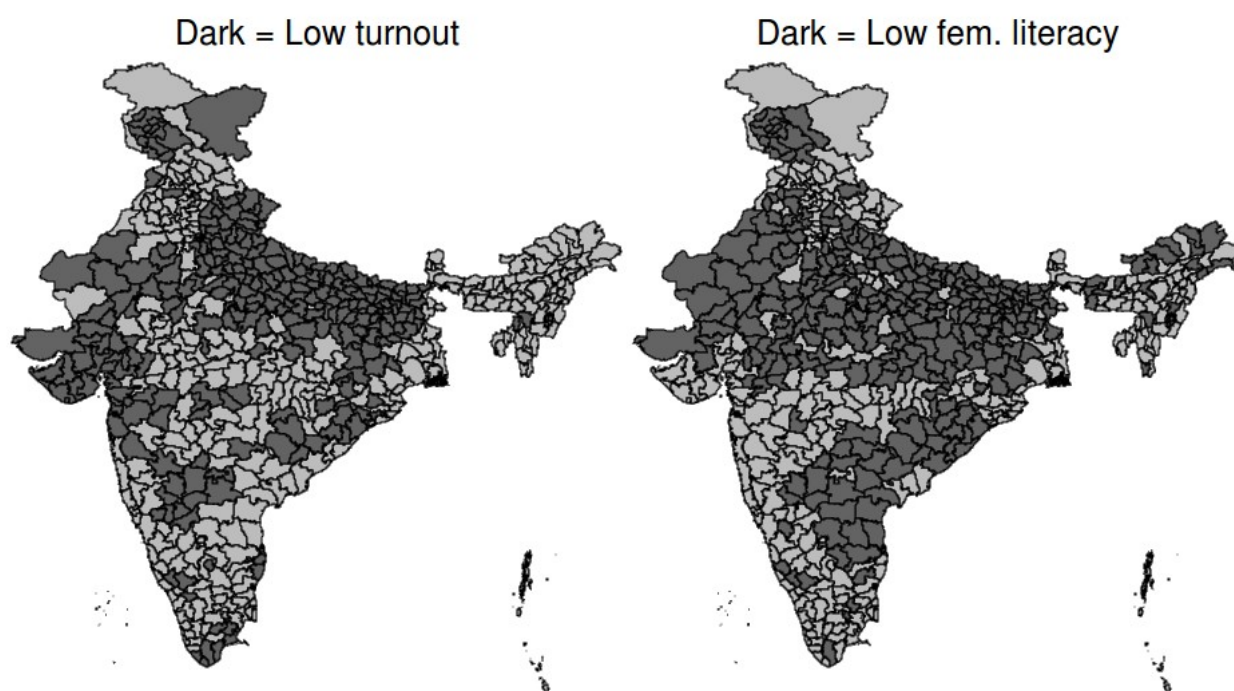 Dark = Low turnout
Dark = Low fem. literacy